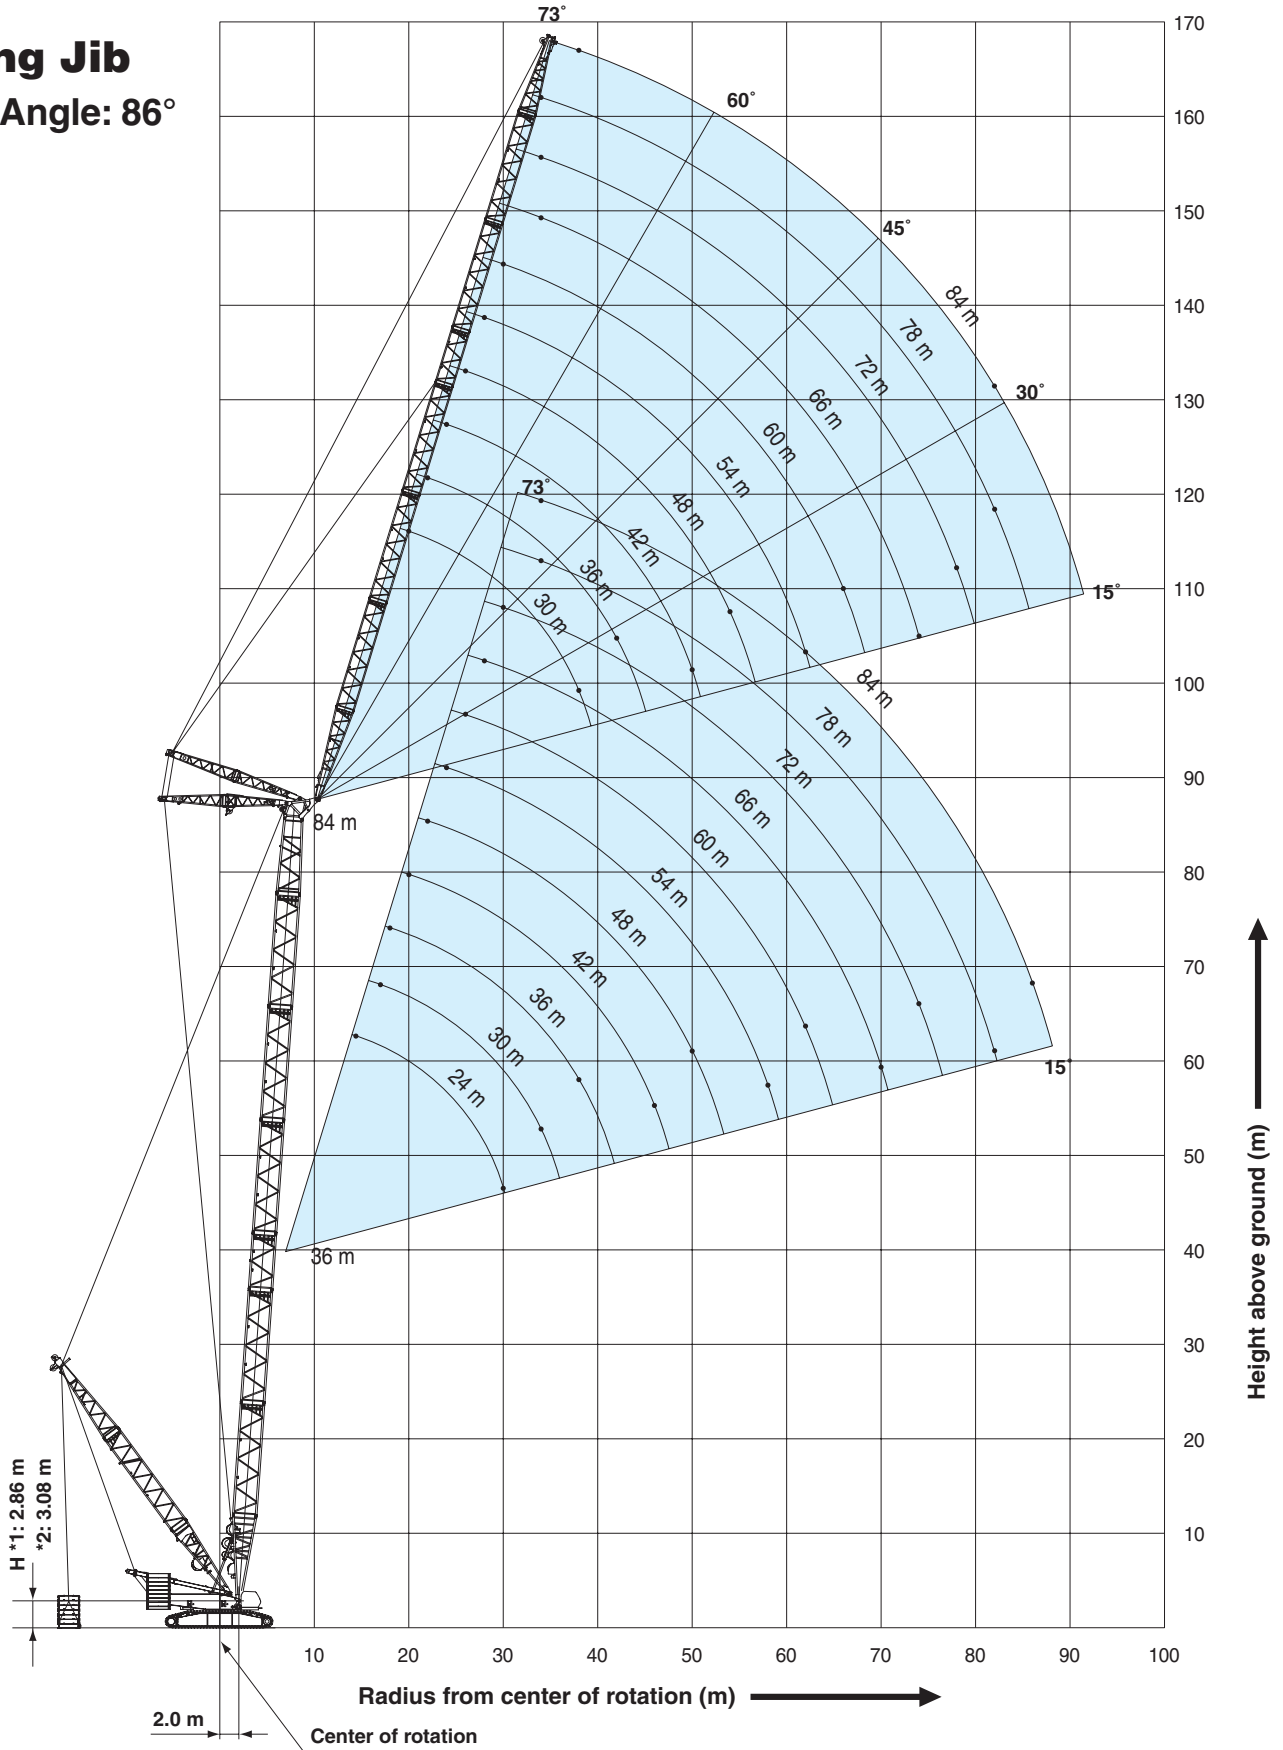 73°
170
ng Jib
Angle: 86°
60°
160
150
45°
84 m
140
78 m
72 m
30°
130
66 m
60 m
54 m
73°
120
48 m
42 m
36 m
30 m
15°
110
100
84 m
78 m
72 m
90
84 m
66 m
60 m
80
54 m
48 m
42 m
70
36 m
30 m
24 m
15°
60
50
36 m
40
30
20
10
Height above ground (m)
H *1: 2.86 m
*2: 3.08 m
10 20 30 40 50 60 70 80 90 100
Radius from center of rotation (m)
2.0 m
Center of rotation